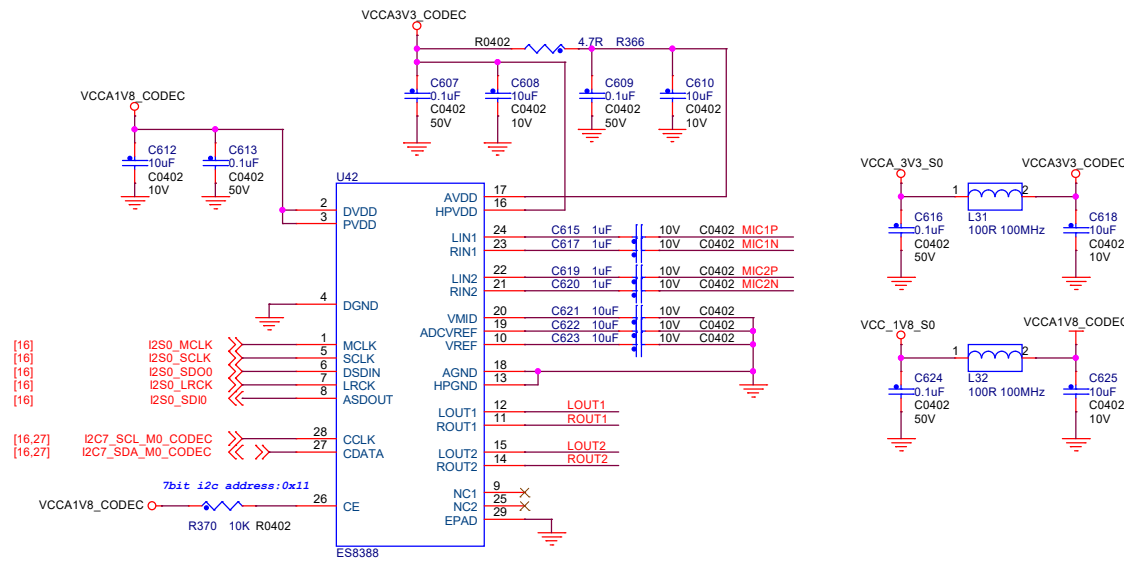 VCCA3V3_CODEC
R0402 4.7R R366
C607
0.1uF
C0402
50V
C608
10uF
C0402
10V
C609
0.1uF
C0402
50V
C610
10uF
C0402
10V
VCCA1V8_CODEC
C612
10uF
C0402
10V
C613
0.1uF
C0402
50V
U42
2 DVDD
3 PVDD
4 DGND
[16] I2S0_MCLK 1 MCLK
[16] I2S0_SCLK 5 SCLK
[16] I2S0_SDO0 6 DSDIN
[16] I2S0_LRCK 7 LRCK
[16] I2S0_SDI0 8 ASDOUT
[16,27] I2C7_SCL_M0_CODEC 28 CCLK
[16,27] I2C7_SDA_M0_CODEC 27 CDATA
7bit i2c address:0x11
VCCA1V8_CODEC 26 CE
R370 10K R0402
ES8388
AVDD 17
HPVDD 16
LIN1 24 C615 1uF 10V C0402 MIC1P
RIN1 23 C617 1uF 10V C0402 MIC1N
LIN2 22 C619 1uF 10V C0402 MIC2P
RIN2 21 C620 1uF 10V C0402 MIC2N
VMID 20 C621 10uF 10V C0402
ADCVREF 19 C622 10uF 10V C0402
VREF 10 C623 10uF 10V C0402
AGND 18
HPGND 13
LOUT1 12 LOUT1
ROUT1 11 ROUT1
LOUT2 15 LOUT2
ROUT2 14 ROUT2
NC1 9
NC2 25
EPAD 29
VCCA_3V3_S0 VCCA3V3_CODEC
1 2
L31
100R 100MHz
C616
0.1uF
C0402
50V
C618
10uF
C0402
10V
VCC_1V8_S0 VCCA1V8_CODEC
1 2
L32
100R 100MHz
C624
0.1uF
C0402
50V
C625
10uF
C0402
10V